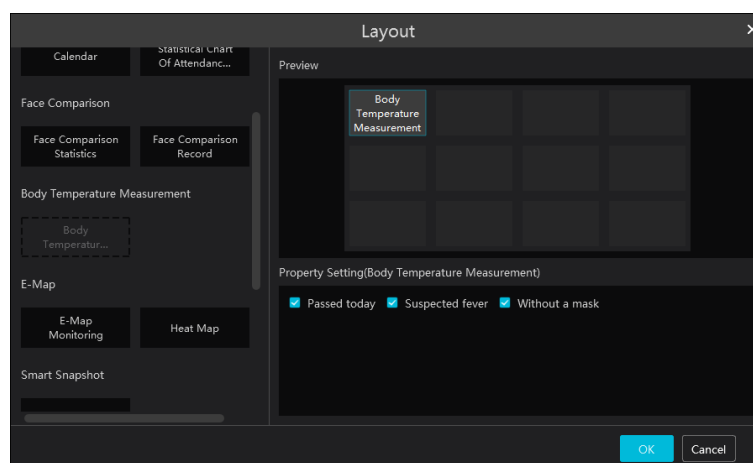 Layout
Calendar
Statistical Chart
Of Attendanc...
Face Comparison
Face Comparison
Statistics
Face Comparison
Record
Body Temperature Measurement
Body
Temperatur...
E-Map
E-Map
Monitoring
Heat Map
Smart Snapshot
Preview
Body
Temperature
Measurement
Property Setting(Body Temperature Measurement)
Passed today Suspected fever Without a mask
OK Cancel